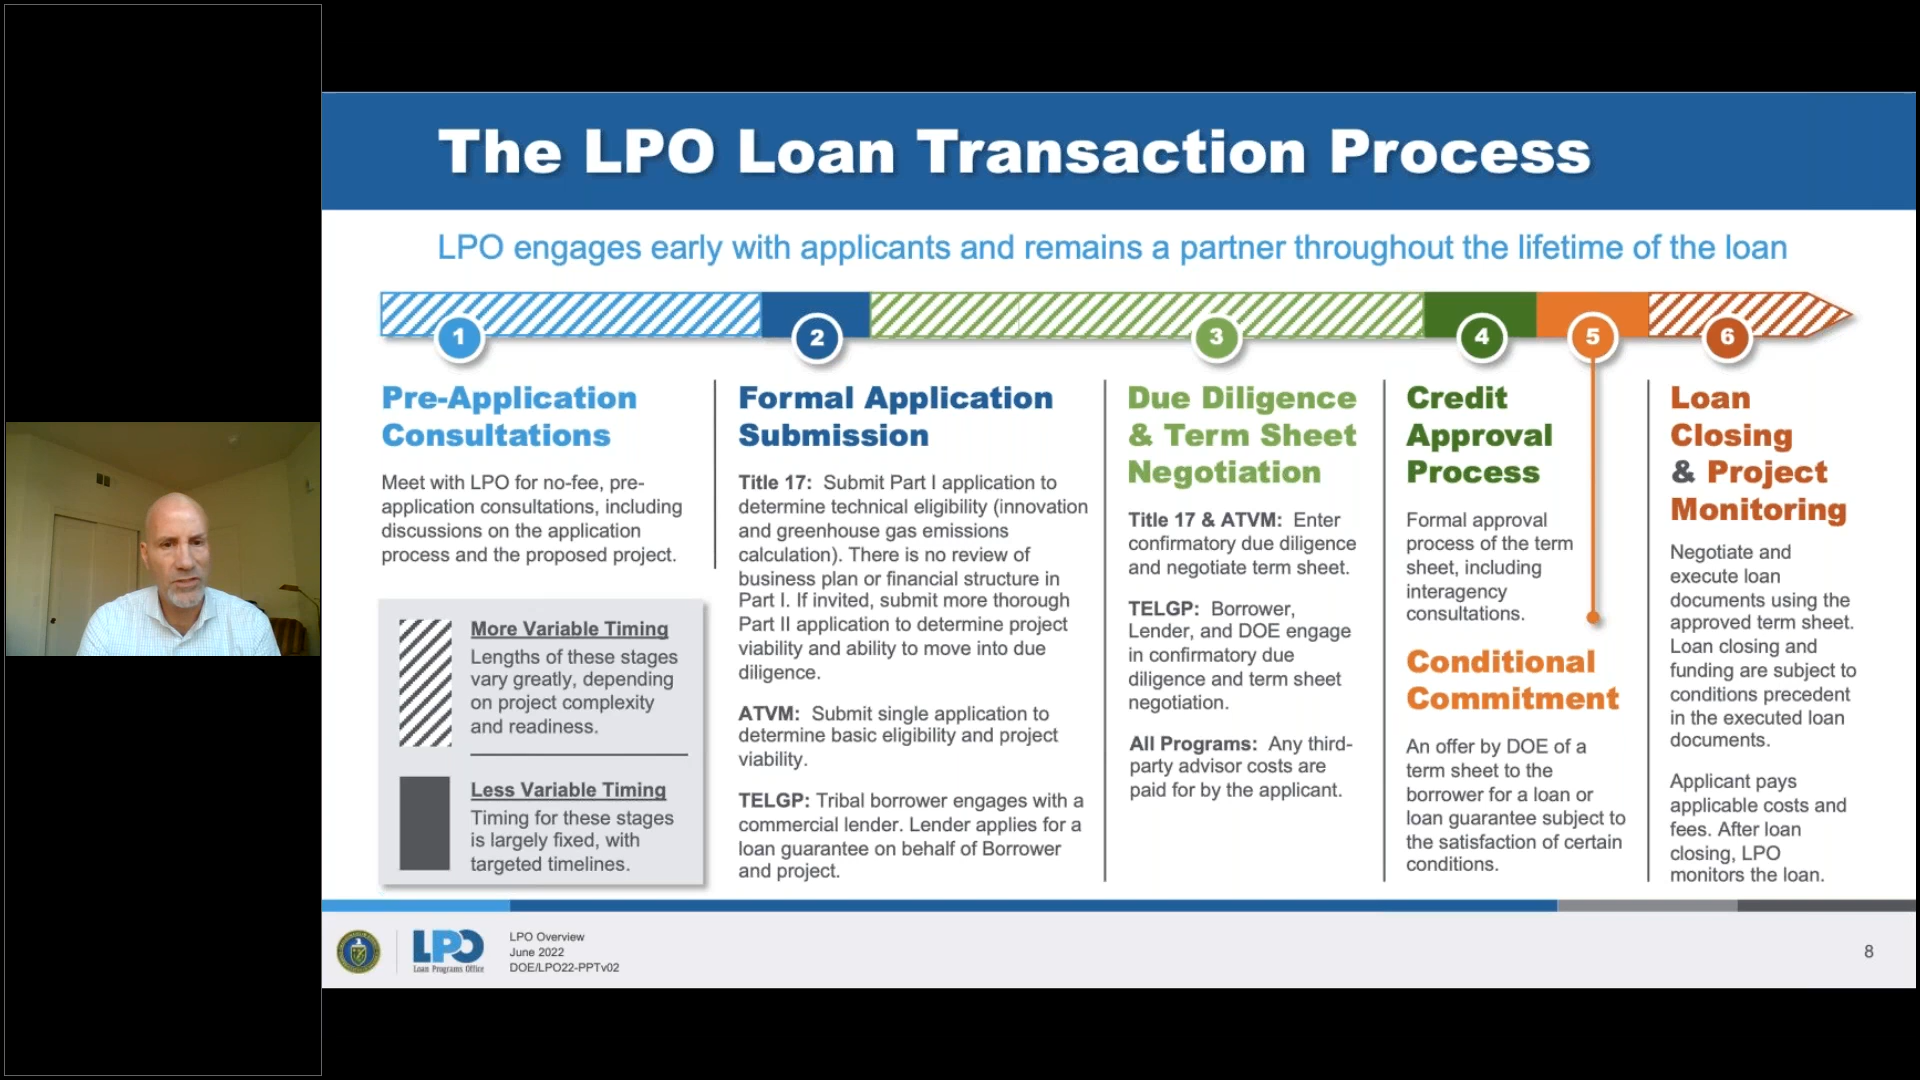 The LPO Loan Transaction Process
LPO engages early with applicants and remains a partner throughout the lifetime of the loan
1
2
3
4
5
6
Pre-Application
Consultations
Meet with LPO for no-fee, pre-
application consultations, including
discussions on the application
process and the proposed project.
More Variable Timing
Lengths of these stages
vary greatly, depending
on project complexity
and readiness.
Less Variable Timing
Timing for these stages
is largely fixed, with
targeted timelines.
Formal Application
Submission
Title 17: Submit Part I application to
determine technical eligibility (innovation
and greenhouse gas emissions
calculation). There is no review of
business plan or financial structure in
Part I. If invited, submit more thorough
Part II application to determine project
viability and ability to move into due
diligence.
ATVM: Submit single application to
determine basic eligibility and project
viability.
TELGP: Tribal borrower engages with a
commercial lender. Lender applies for a
loan guarantee on behalf of Borrower
and project.
Due Diligence
& Term Sheet
Negotiation
Title 17 & ATVM: Enter
confirmatory due diligence
and negotiate term sheet.
TELGP: Borrower,
Lender, and DOE engage
in confirmatory due
diligence and term sheet
negotiation.
All Programs: Any third-
party advisor costs are
paid for by the applicant.
Credit
Approval
Process
Formal approval
process of the term
sheet, including
interagency
consultations.
Conditional
Commitment
An offer by DOE of a
term sheet to the
borrower for a loan or
loan guarantee subject to
the satisfaction of certain
conditions.
Loan
Closing
& Project
Monitoring
Negotiate and
execute loan
documents using the
approved term sheet.
Loan closing and
funding are subject to
conditions precedent
in the executed loan
documents.
Applicant pays
applicable costs and
fees. After loan
closing, LPO
monitors the loan.
LPO
Loan Programs Office
LPO Overview
June 2022
DOE/LPO22-PPTv02
8